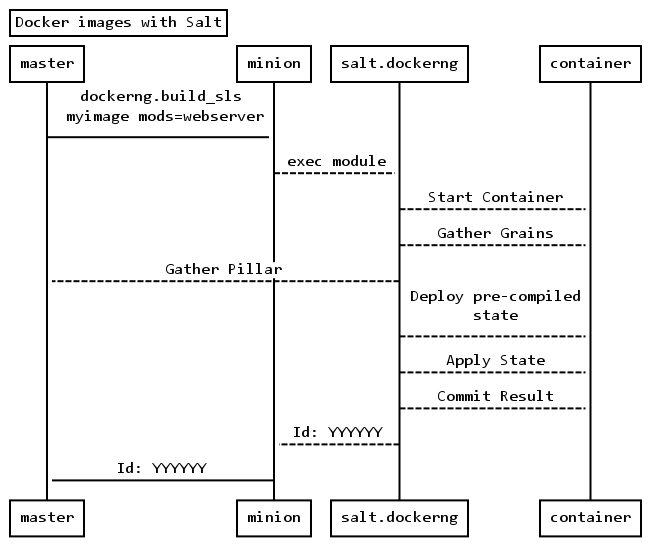 Docker images with Salt
master
minion
salt.dockerng
container
dockerng.build_sls
myimage mods=webserver
exec module
Start Container
Gather Grains
Gather Pillar
Deploy pre-compiled
state
Apply State
Commit Result
Id: YYYYYY
Id: YYYYYY
master
minion
salt.dockerng
container